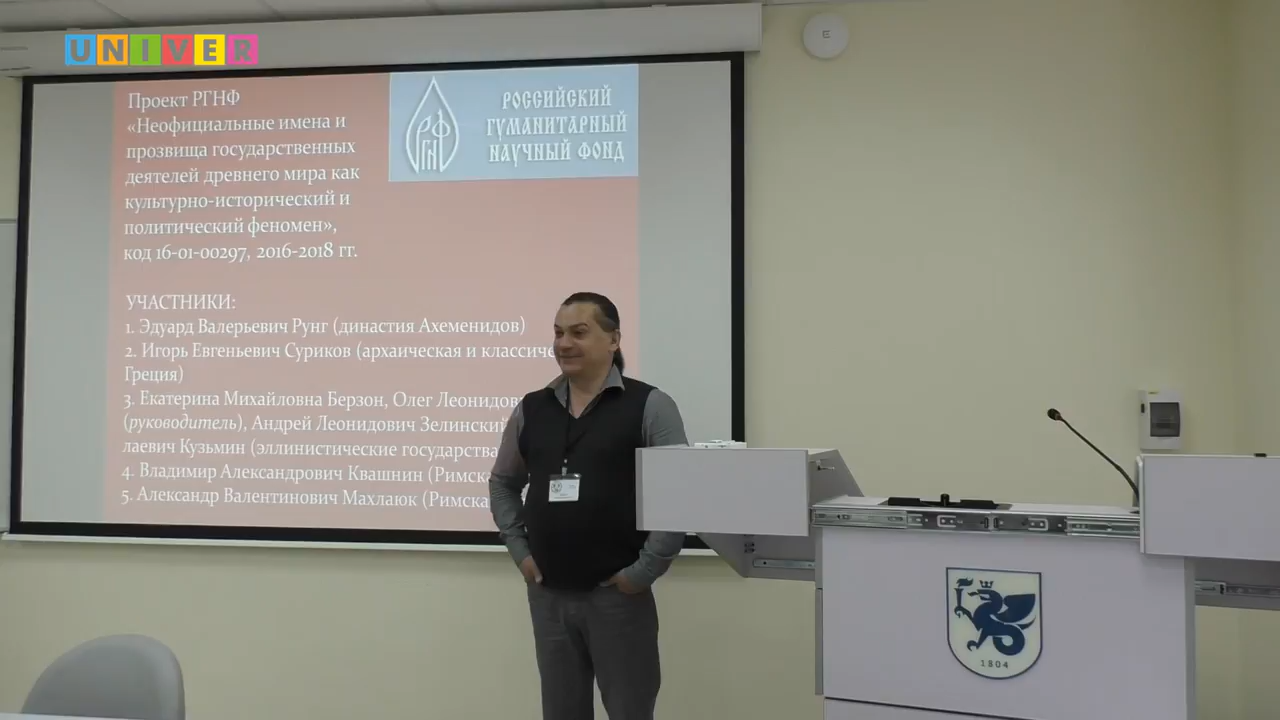 UNIVER
Проект РГНФ
«Неофициальные имена и
прозвища государственных
деятелей древнего мира как
культурно-исторический и
политический феномен»,
код 16-01-00297, 2016-2018 гг.
РГНФ
РОССИЙСКИЙ
ГУМАНИТАРНЫЙ
НАУЧНЫЙ ФОНД
УЧАСТНИКИ:
1. Эдуард Валерьевич Рунг (династия Ахеменидов)
2. Игорь Евгеньевич Суриков (архаическая и классиче
Греция)
3. Екатерина Михайловна Берзон, Олег Леонидов
(руководитель), Андрей Леонидович Зелинский
лаевич Кузьмин (эллинистические государства
4. Владимир Александрович Квашнин (Римска
5. Александр Валентинович Махлаюк (Римска
1804